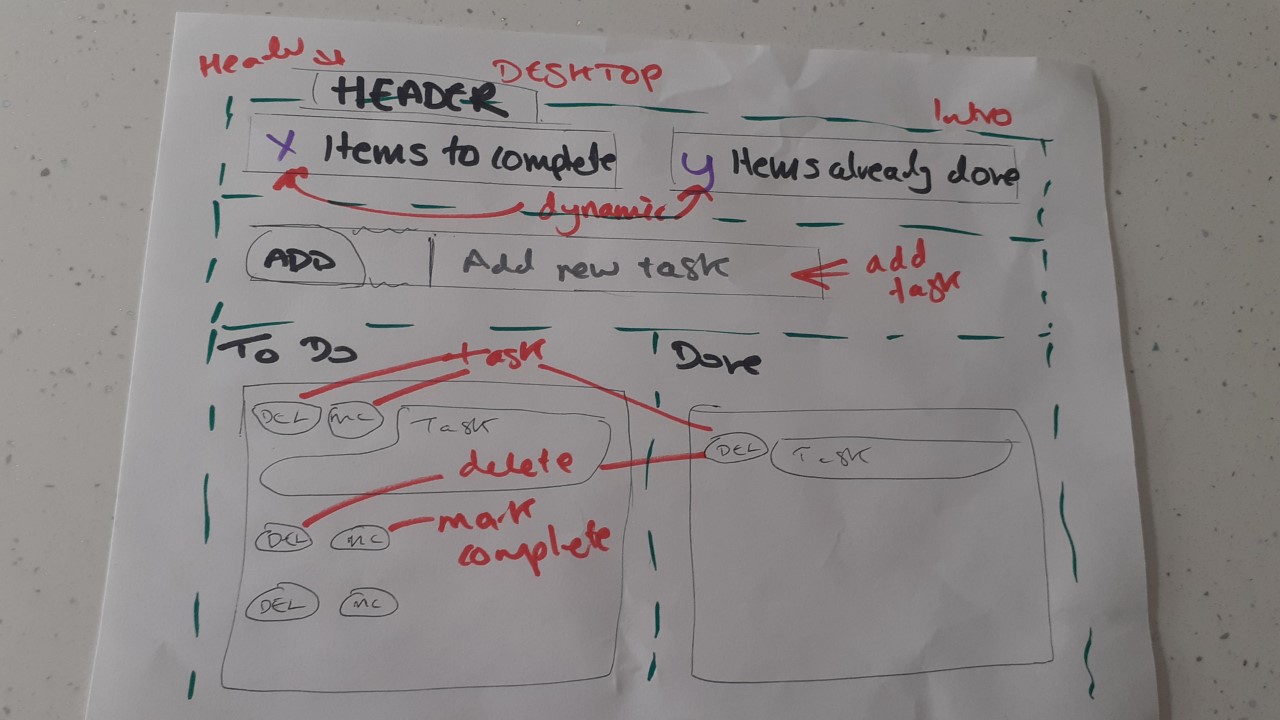 Header
DESKTOP
HEADER
Intro
X Items to complete
y Items already done
dynamic
ADD
Add new task
add
task
To Do
task
Done
DEL
MC
Task
DEL
Task
delete
DEL
MC
mark
complete
DEL
MC